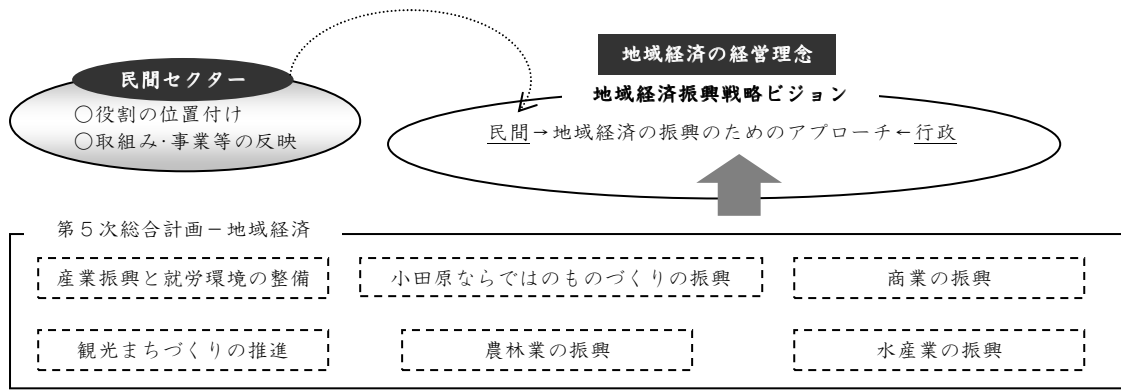 民間セクター
○役割の位置付け
○取組み・事業等の反映
地域経済の経営理念
地域経済振興戦略ビジョン
民間→地域経済の振興のためのアプローチ←行政
第5次総合計画－地域経済
産業振興と就労環境の整備
小田原ならではのものづくりの振興
商業の振興
観光まちづくりの推進
農林業の振興
水産業の振興